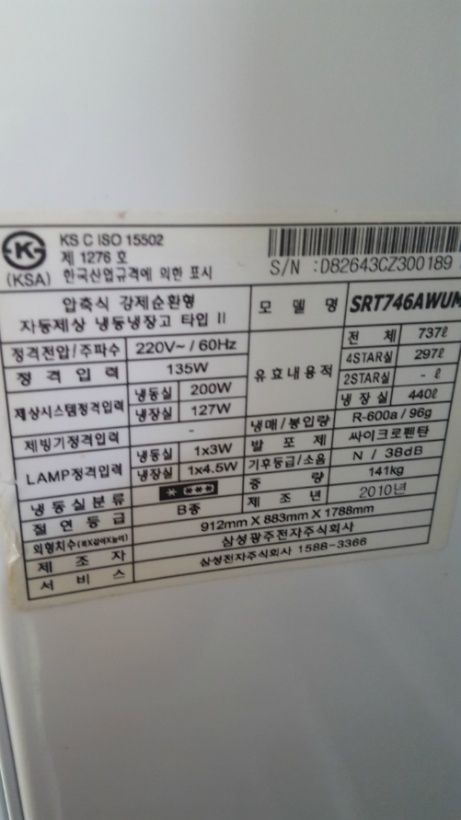 KS C ISO 15502
제 1276 호
(KSA) 한국산업규격에 의한 표시
S/N :D82643CZ300189
압축식 강제순환형
자동제상 냉동냉장고 타입 II
모 델 명 SRT746AWUM
정격전압/주파수 220V~ / 60Hz
정 격 입 력 135W
제상시스템정격입력 냉동실 200W
냉장실 127W
제빙기정격입력 -
LAMP정격입력 냉동실 1x3W
냉장실 1x4.5W
냉동실분류
절 연 등 급 B종
유효내용적 전 체 737ℓ
4STAR실 297ℓ
2STAR실 - ℓ
냉 장 실 440ℓ
냉매/봉입량 R-600a / 96g
발 포 제 싸이크로펜탄
기후등급/소음 N / 38dB
중 량 141kg
제 조 년 2010년
외형치수 912mm X 883mm X 1788mm
제 조 자 삼성광주전자주식회사
서 비 스 삼성전자주식회사 1588-3366